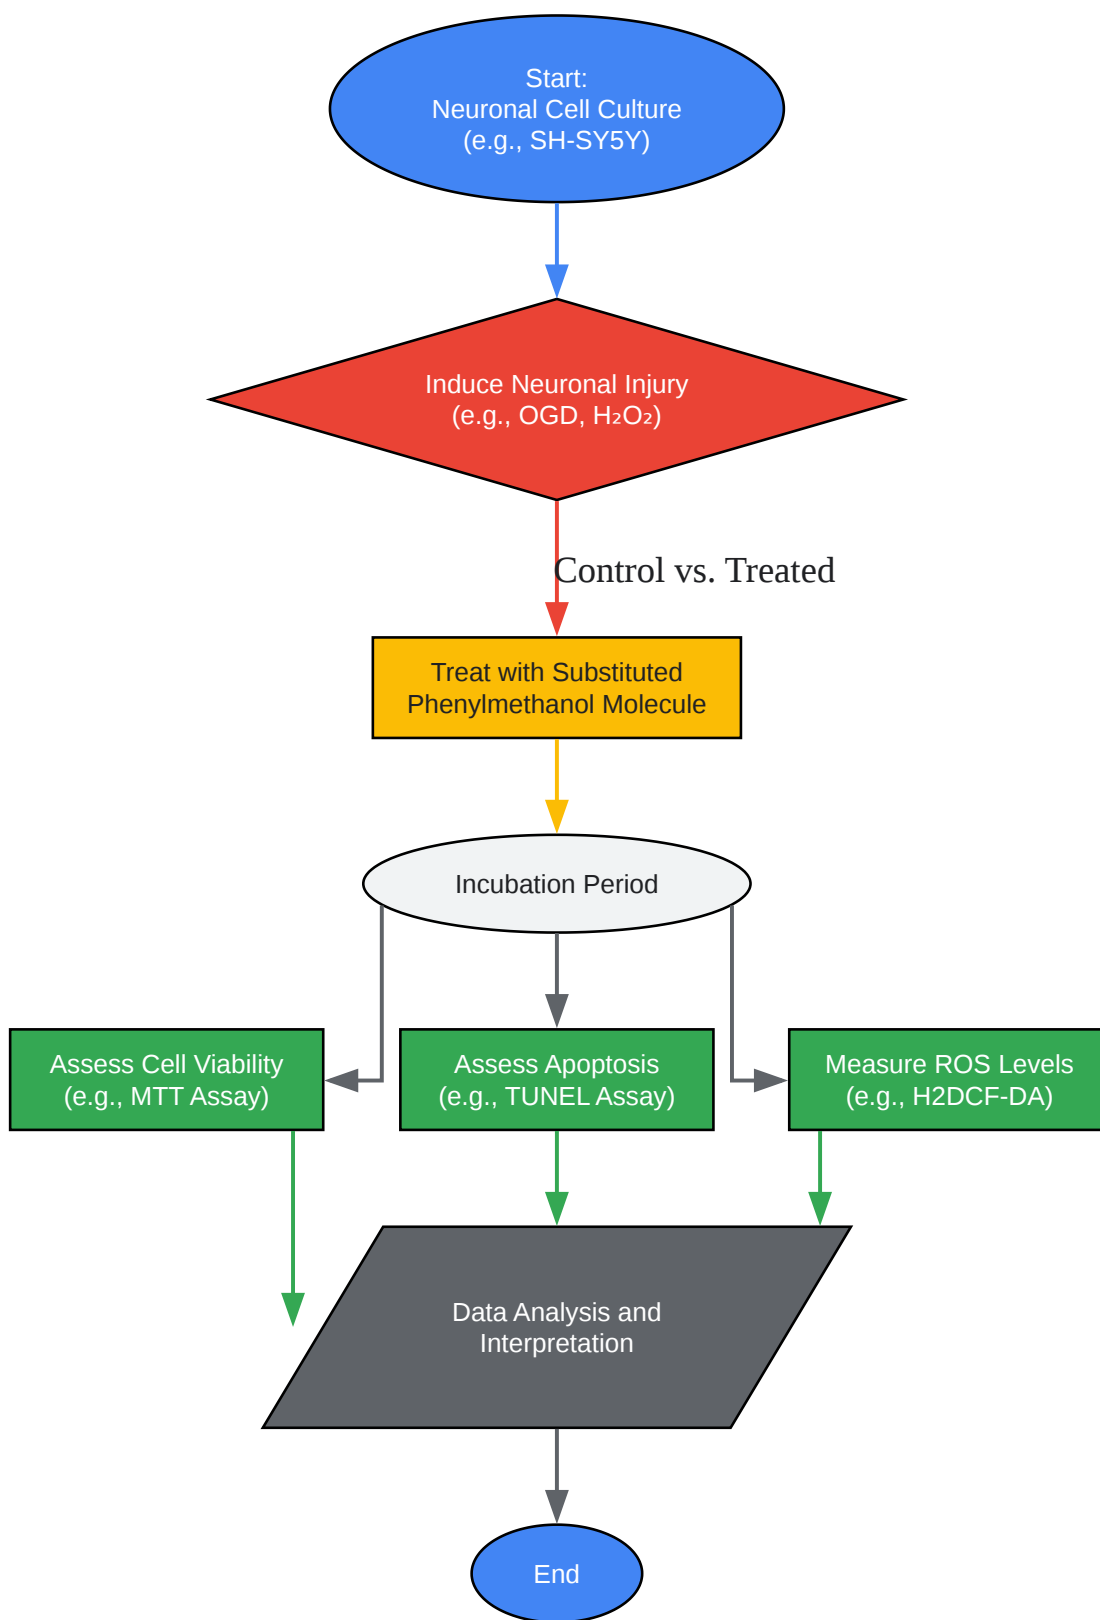 Start:
Neuronal Cell Culture
(e.g., SH-SY5Y)
Induce Neuronal Injury
(e.g., OGD, H₂O₂)
Control vs. Treated
Treat with Substituted
Phenylmethanol Molecule
Incubation Period
Assess Cell Viability
(e.g., MTT Assay)
Assess Apoptosis
(e.g., TUNEL Assay)
Measure ROS Levels
(e.g., H2DCF-DA)
Data Analysis and
Interpretation
End